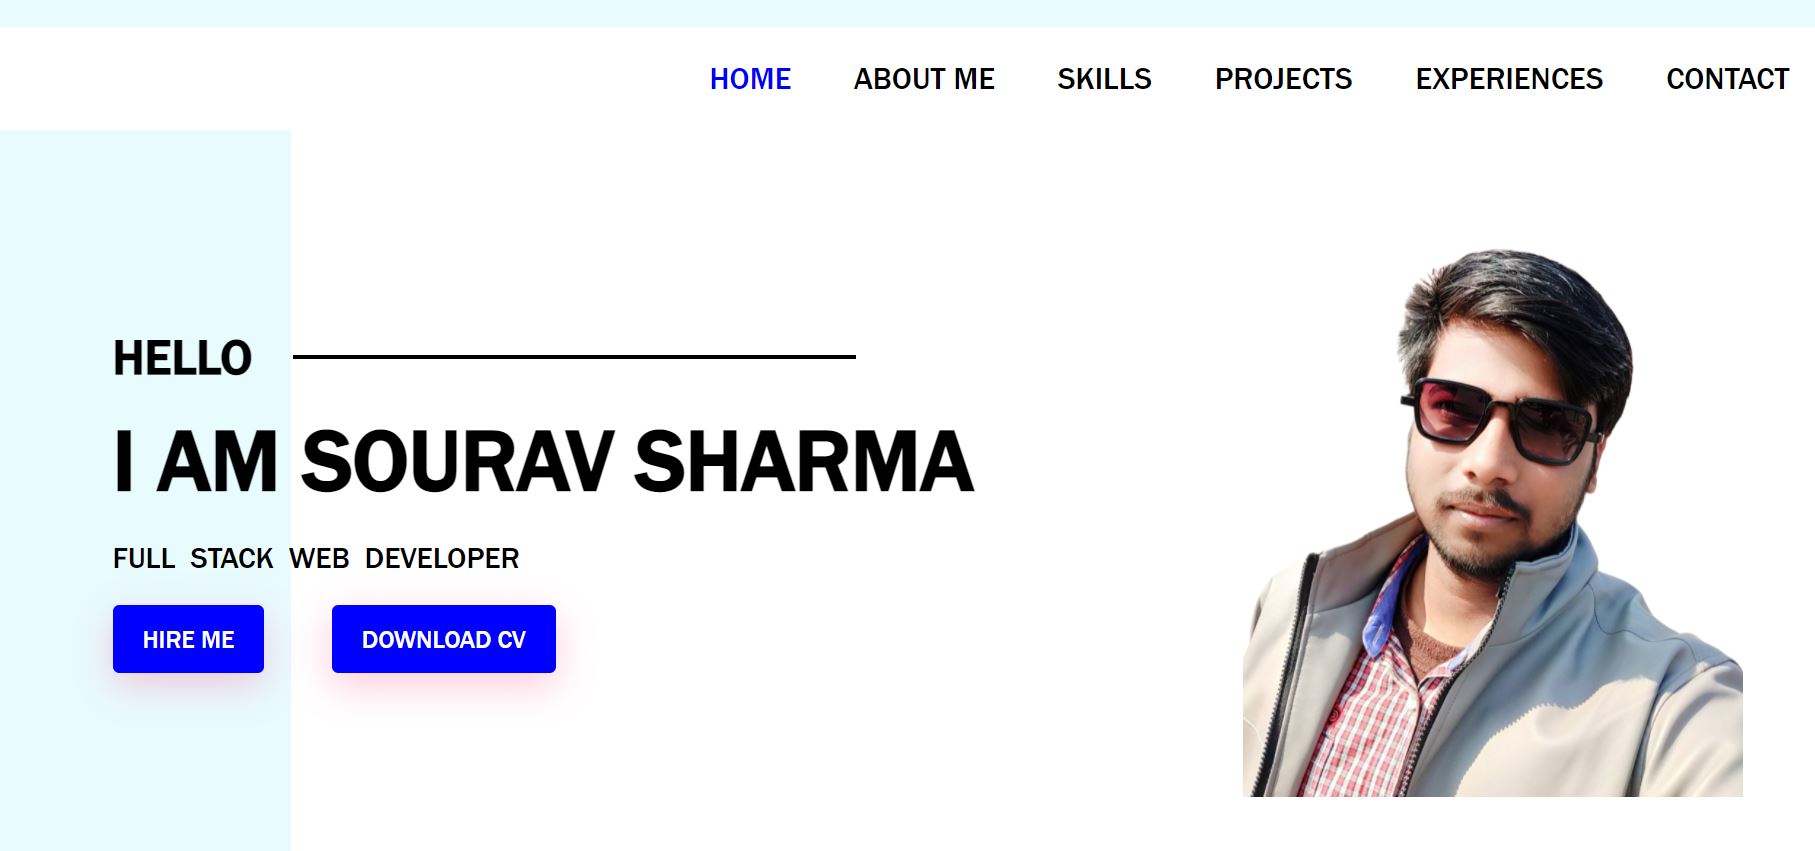 HOME ABOUT ME SKILLS PROJECTS EXPERIENCES CONTACT
HELLO
I AM SOURAV SHARMA
FULL STACK WEB DEVELOPER
HIRE ME DOWNLOAD CV